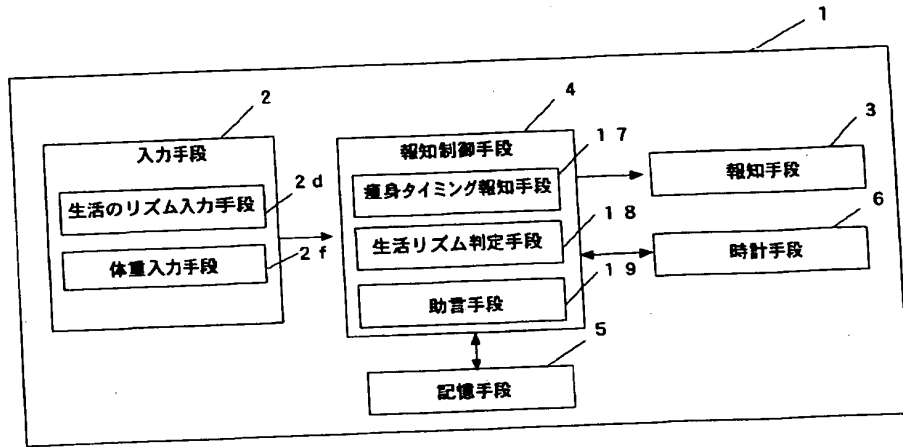 1
2
入力手段
生活のリズム入力手段
2d
体重入力手段
2f
4
報知制御手段
17
痩身タイミング報知手段
18
生活リズム判定手段
19
助言手段
3
報知手段
6
時計手段
5
記憶手段